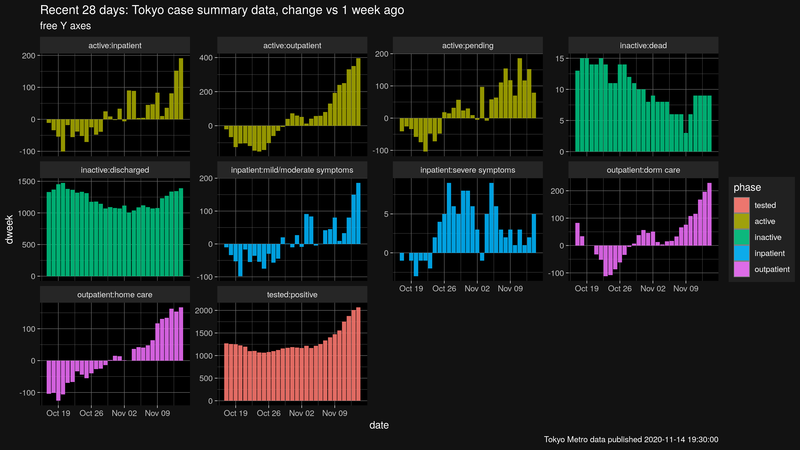 Recent 28 days: Tokyo case summary data, change vs 1 week ago
free Y axes
active:inpatient
active:outpatient
active:pending
inactive:dead
200
100
0
-100
400
200
0
-100
100
0
-100
15
10
5
0
inactive:discharged
inpatient:mild/moderate symptoms
inpatient:severe symptoms
outpatient:dorm care
1500
1000
500
0
200
100
0
-100
5
0
200
100
0
-100
Oct 19 Oct 26 Nov 02 Nov 09
Oct 19 Oct 26 Nov 02 Nov 09
outpatient:home care
tested:positive
100
0
-100
2000
1500
1000
500
0
Oct 19 Oct 26 Nov 02 Nov 09
Oct 19 Oct 26 Nov 02 Nov 09
dweek
date
phase
tested
active
inactive
inpatient
outpatient
Tokyo Metro data published 2020-11-14 19:30:00